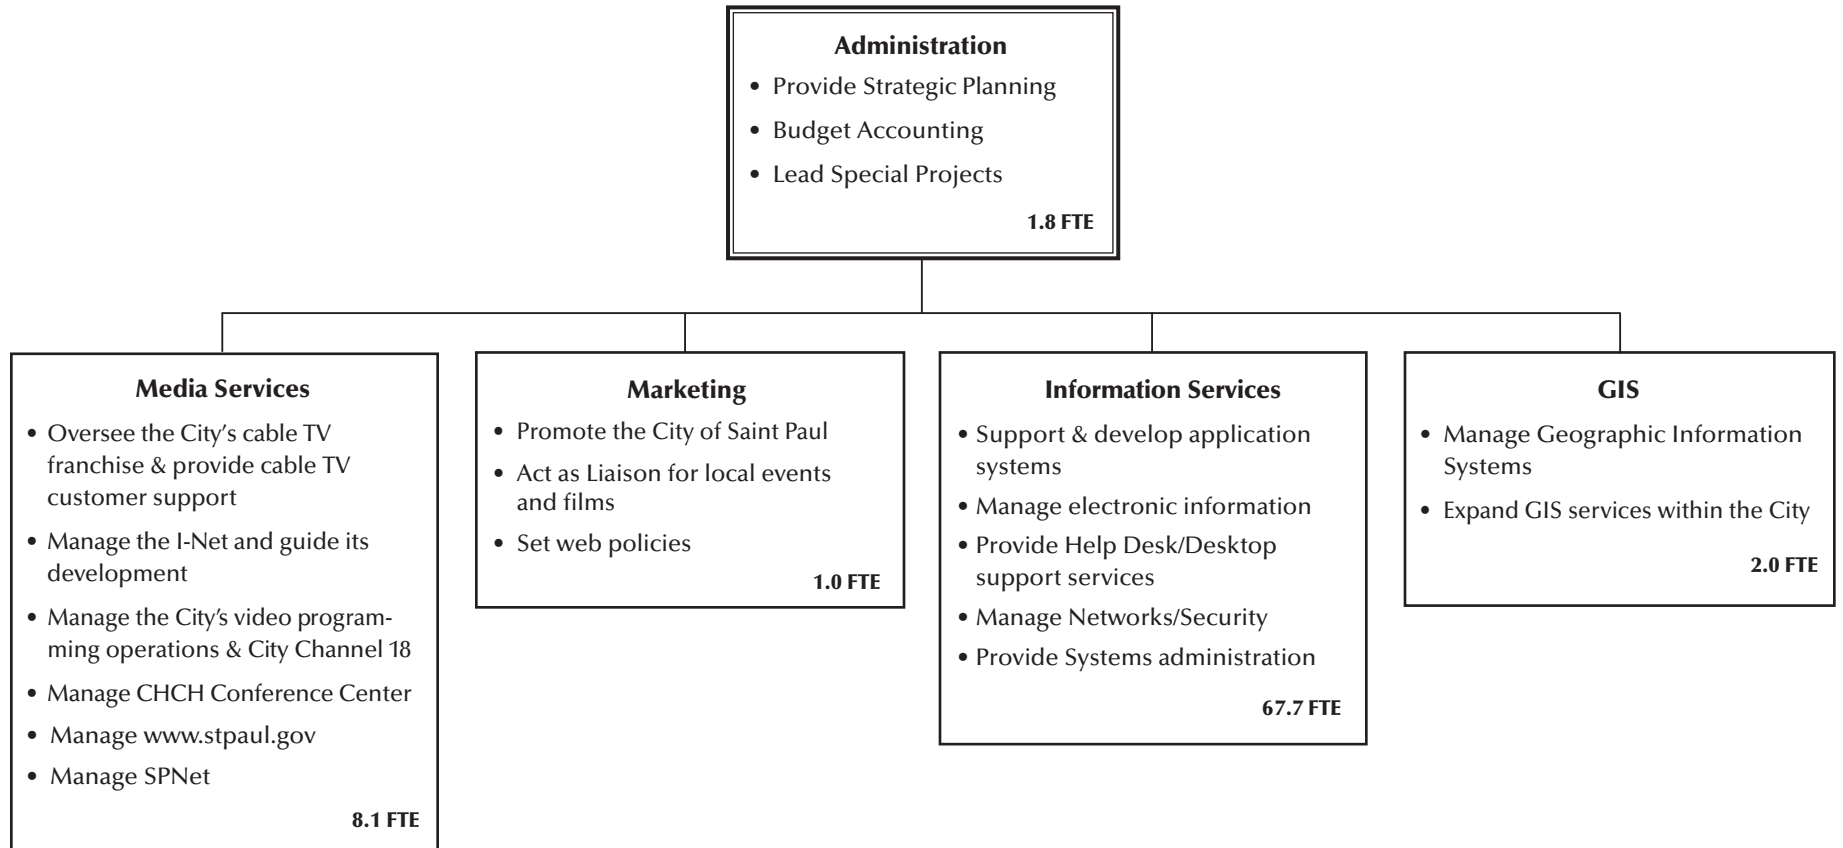 Administration
• Provide Strategic Planning
• Budget Accounting
• Lead Special Projects
1.8 FTE
Media Services
• Oversee the City's cable TV
franchise & provide cable TV
customer support
• Manage the I-Net and guide its
development
• Manage the City's video program-
ming operations & City Channel 18
• Manage CHCH Conference Center
• Manage www.stpaul.gov
• Manage SPNet
8.1 FTE
Marketing
• Promote the City of Saint Paul
• Act as Liaison for local events
and films
• Set web policies
1.0 FTE
Information Services
• Support & develop application
systems
• Manage electronic information
• Provide Help Desk/Desktop
support services
• Manage Networks/Security
• Provide Systems administration
67.7 FTE
GIS
• Manage Geographic Information
Systems
• Expand GIS services within the City
2.0 FTE